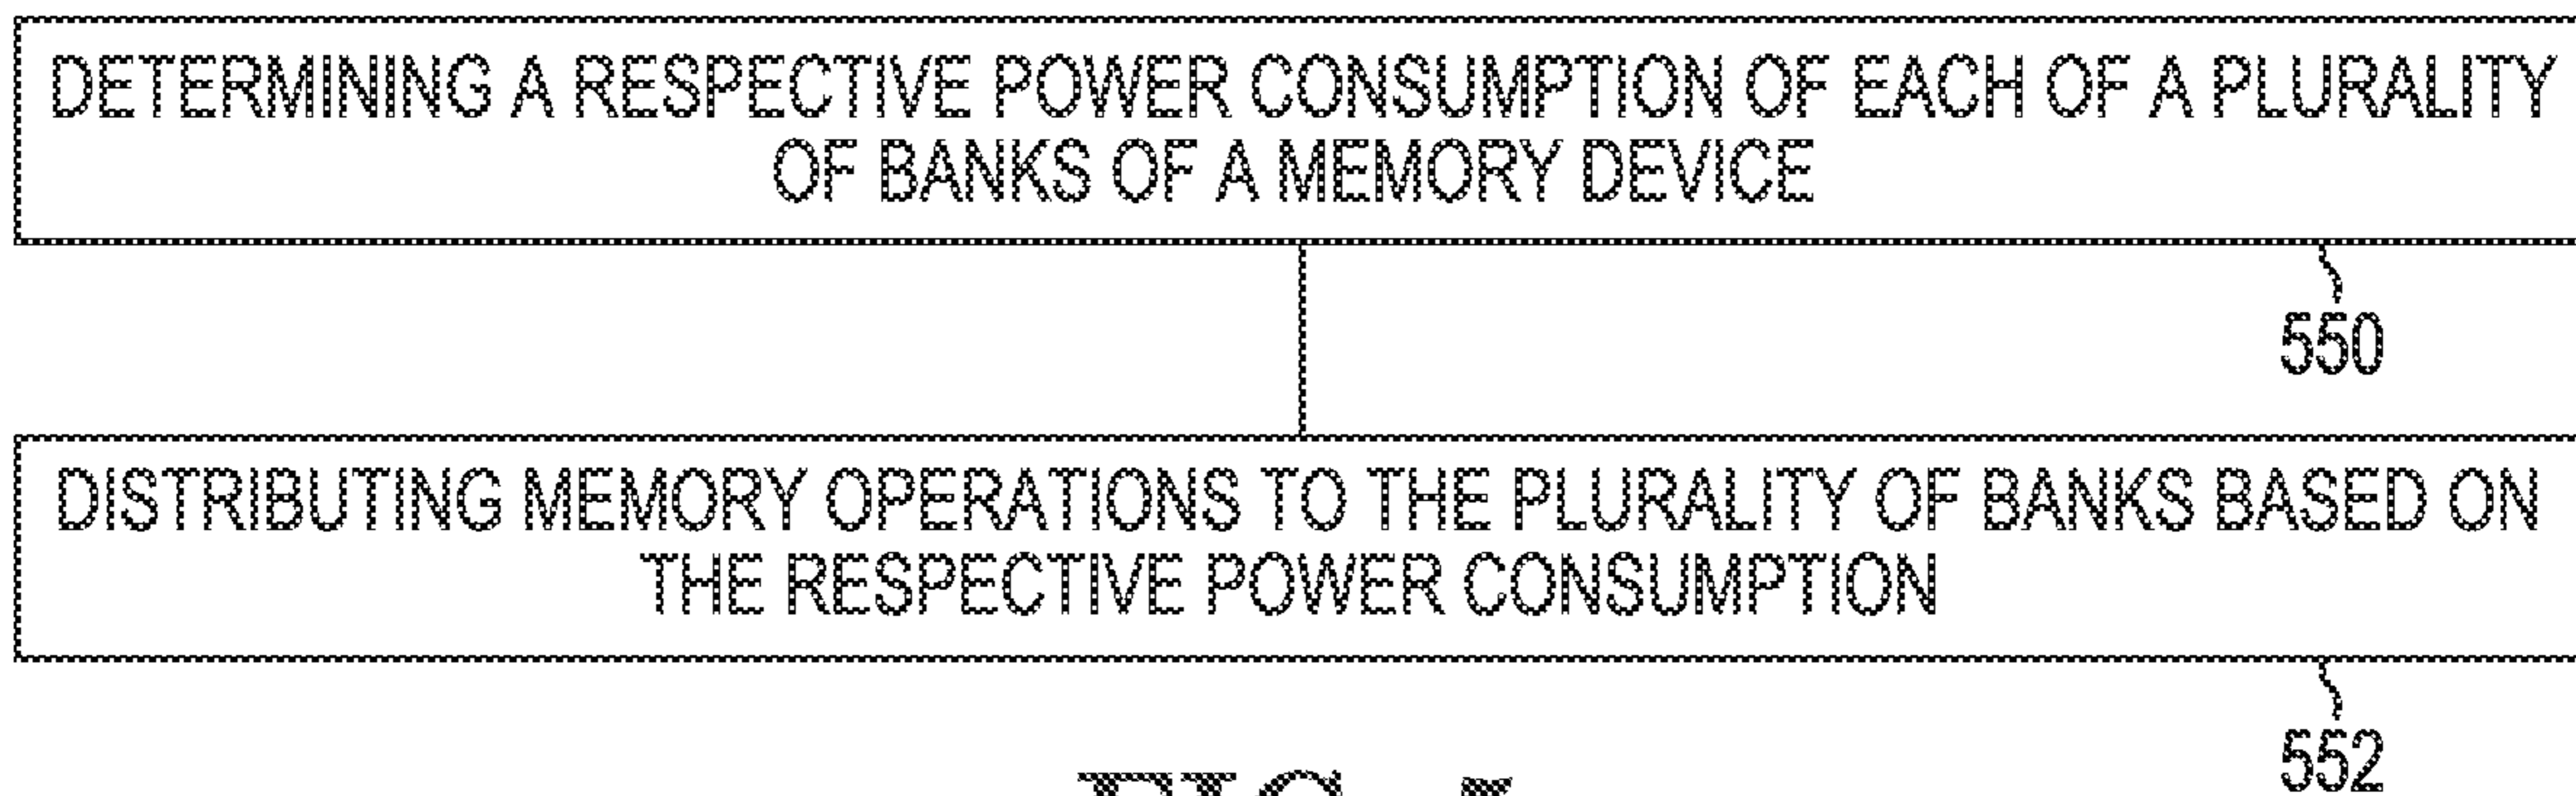 DETERMINING A RESPECTIVE POWER CONSUMPTION OF EACH OF A PLURALITY
OF BANKS OF A MEMORY DEVICE
550
DISTRIBUTING MEMORY OPERATIONS TO THE PLURALITY OF BANKS BASED ON
THE RESPECTIVE POWER CONSUMPTION
552